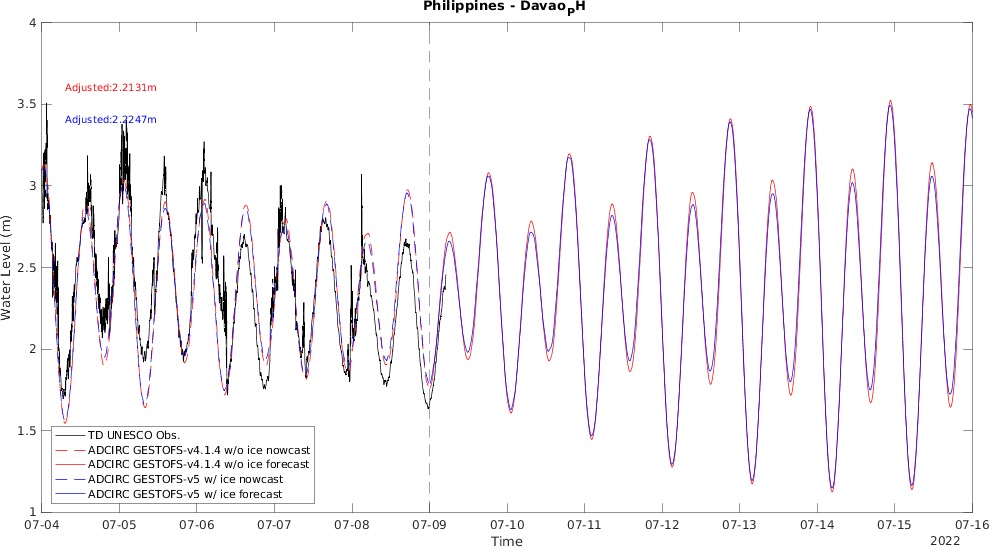 Philippines - Davao_pH
4
3.5
3
2.5
2
1.5
1
Water Level (m)
Adjusted:2.2131m
Adjusted:2.2247m
TD UNESCO Obs.
ADCIRC GESTOFS-v4.1.4 w/o ice nowcast
ADCIRC GESTOFS-v4.1.4 w/o ice forecast
ADCIRC GESTOFS-v5 w/ ice nowcast
ADCIRC GESTOFS-v5 w/ ice forecast
07-04 07-05 07-06 07-07 07-08 07-09 07-10 07-11 07-12 07-13 07-14 07-15 07-16
Time
2022